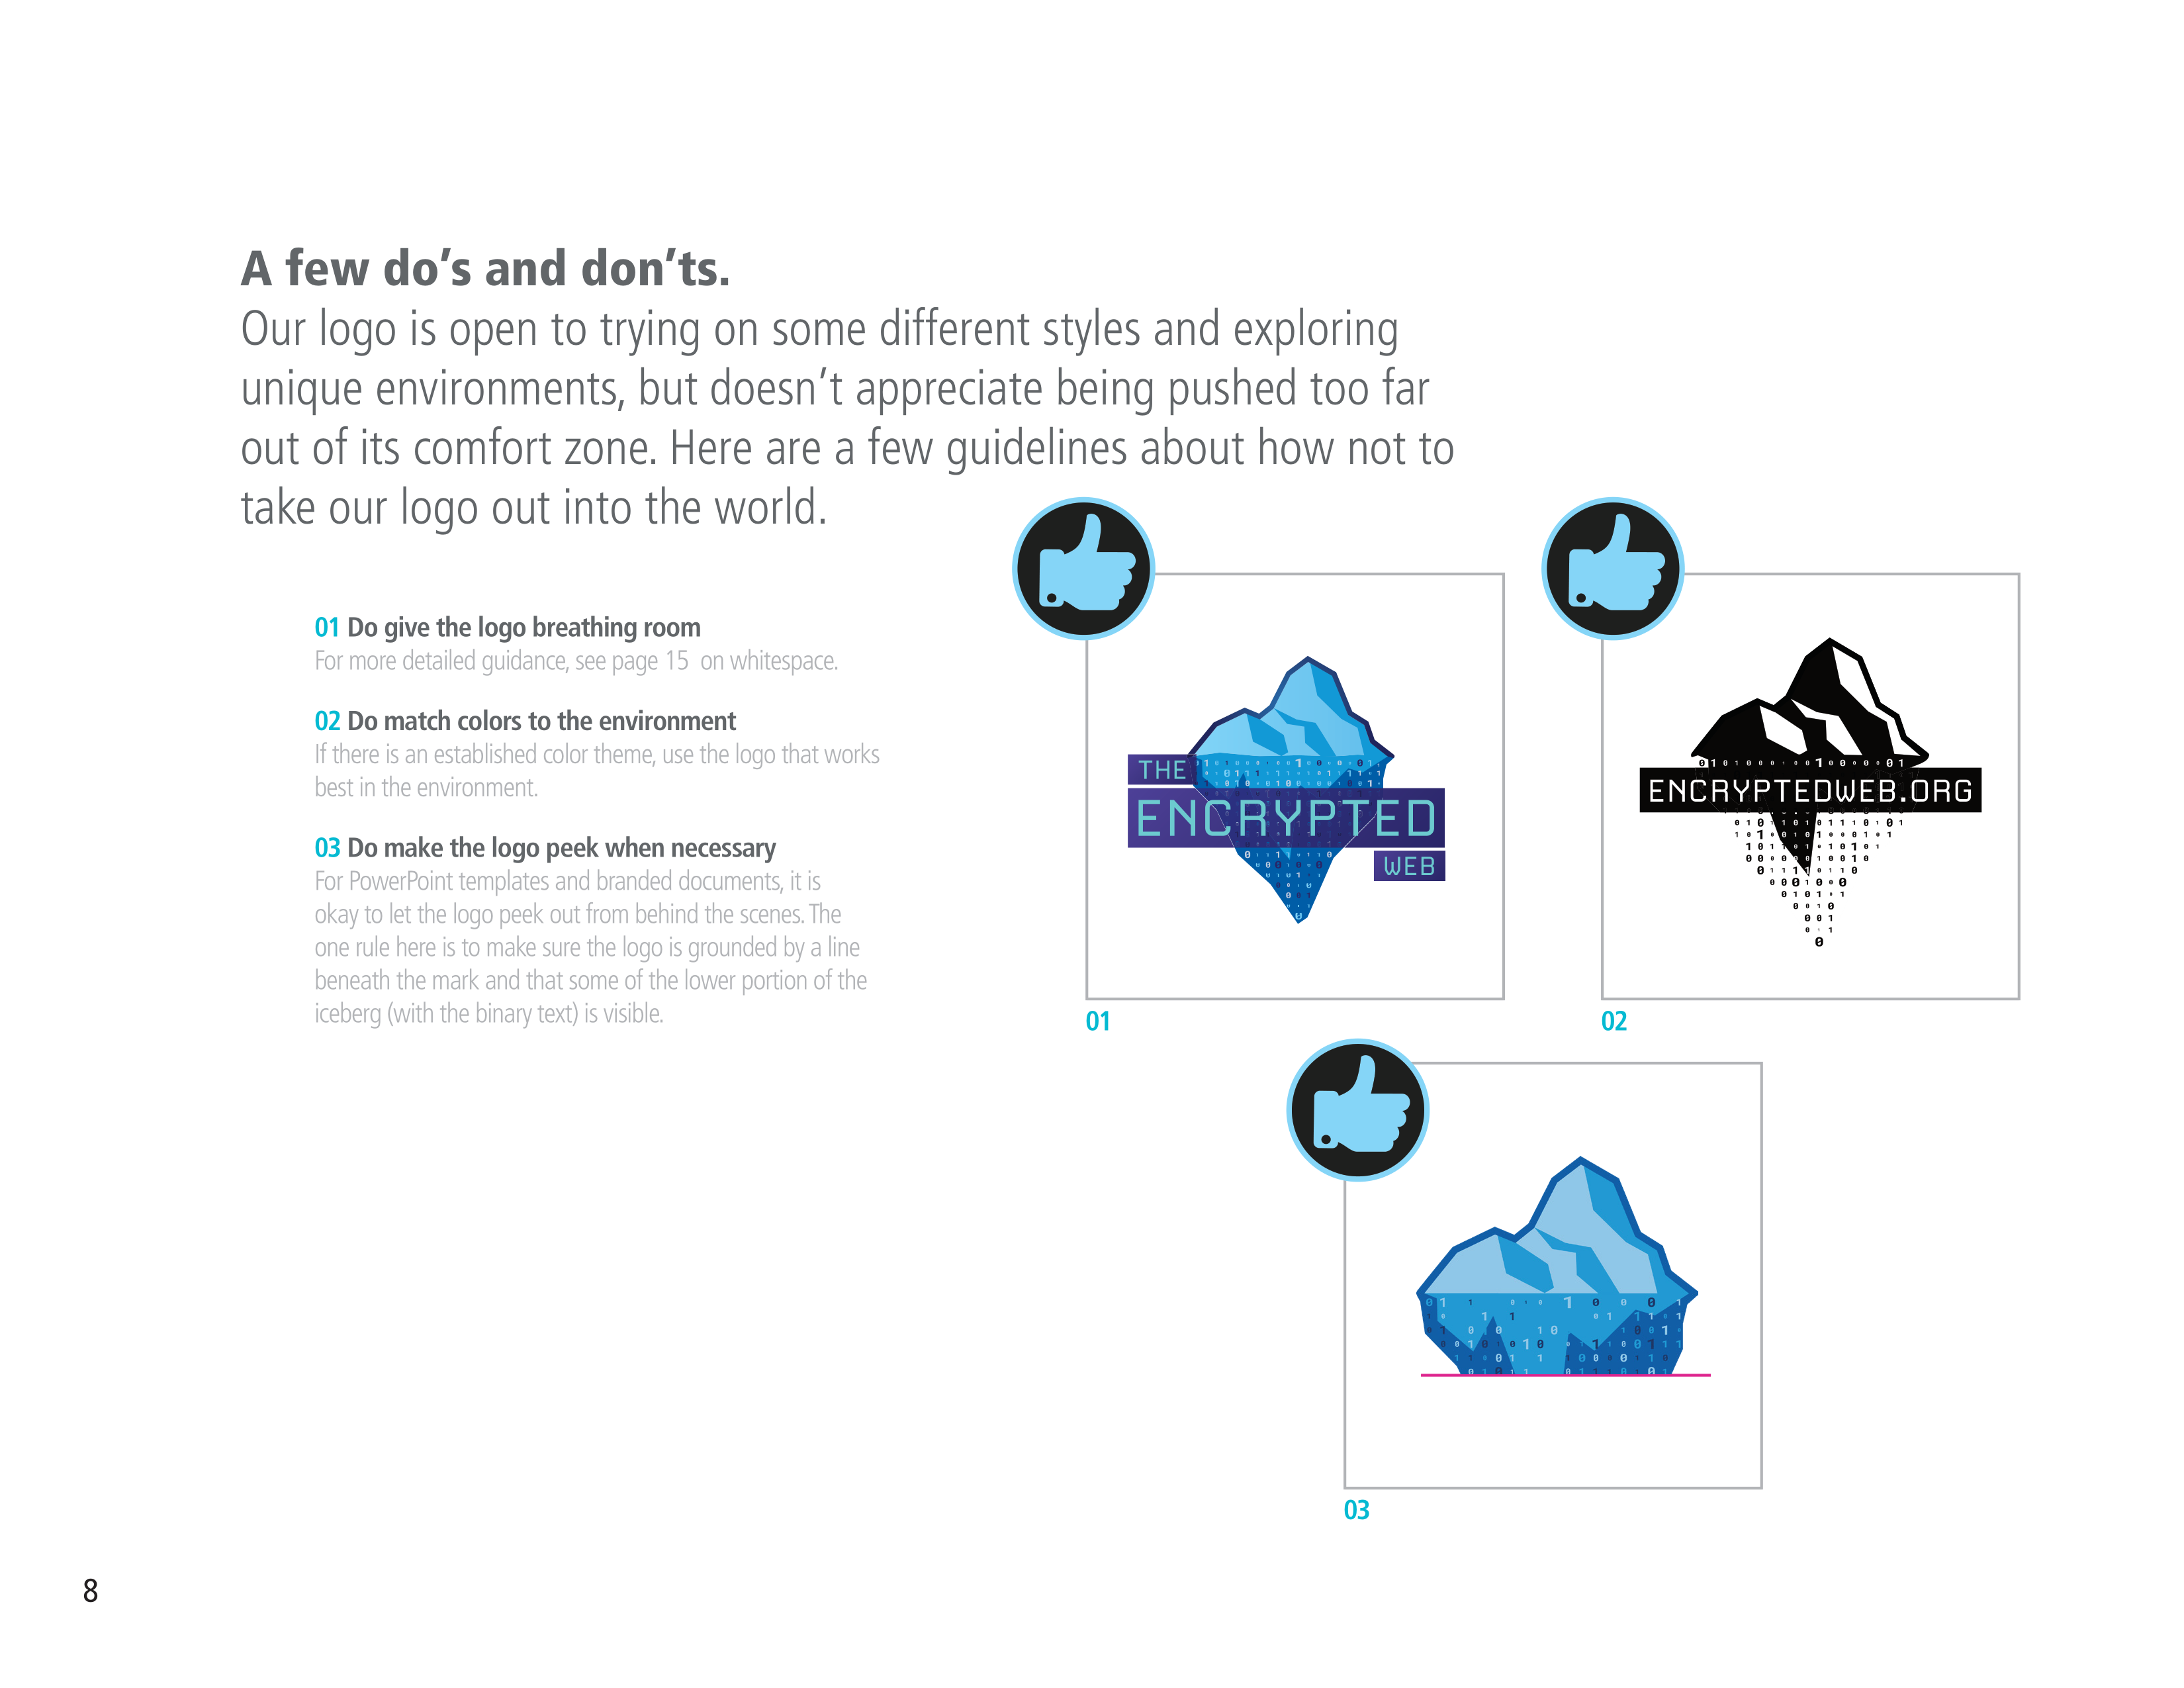 A few do’s and don’ts.
Our logo is open to trying on some different styles and exploring
unique environments, but doesn’t appreciate being pushed too far
out of its comfort zone. Here are a few guidelines about how not to
take our logo out into the world.
01 Do give the logo breathing room
For more detailed guidance, see page 15 on whitespace.
02 Do match colors to the environment
If there is an established color theme, use the logo that works
best in the environment.
03 Do make the logo peek when necessary
For PowerPoint templates and branded documents, it is
okay to let the logo peek out from behind the scenes. The
one rule here is to make sure the logo is grounded by a line
beneath the mark and that some of the lower portion of the
iceberg (with the binary text) is visible.
THE
ENCRYPTED
WEB
01
ENCRYPTEDWEB.ORG
02
03
8